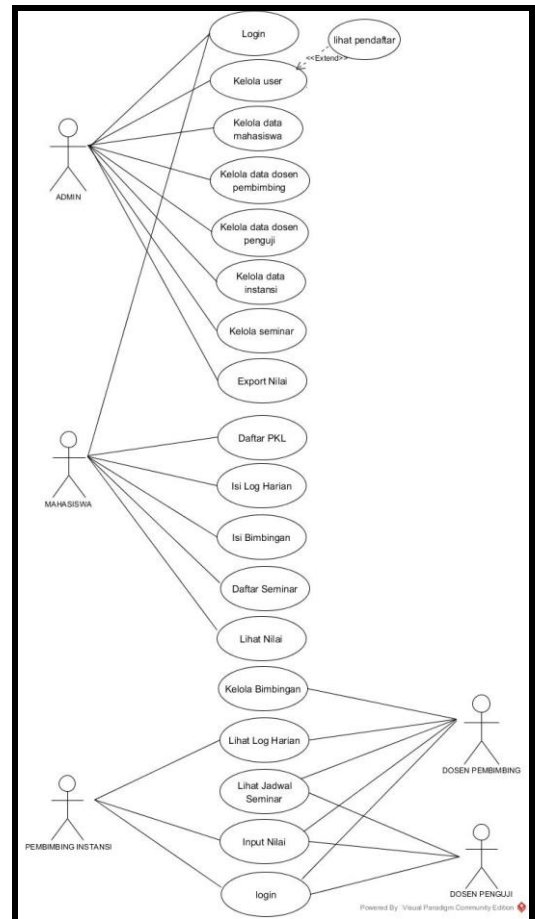 Login
lihat pendaftar
<<Extend>>
Kelola user
Kelola data
mahasiswa
ADMIN
Kelola data dosen
pembimbing
Kelola data dosen
penguji
Kelola data
instansi
Kelola seminar
Export Nilai
Daftar PKL
MAHASISWA
Isi Log Harian
Isi Bimbingan
Daftar Seminar
Lihat Nilai
Kelola Bimbingan
Lihat Log Harian
DOSEN PEMBIMBING
Lihat Jadwal
Seminar
PEMBIMBING INSTANSI
Input Nilai
login
DOSEN PENGUJI
Powered By: Visual Paradigm Community Edition